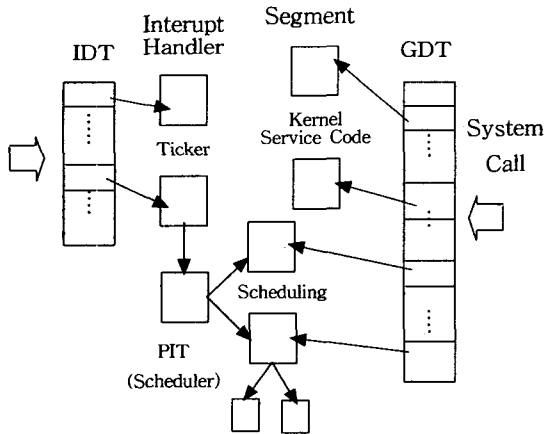 Interupt
Handler
Segment
IDT
GDT
Ticker
Kernel
Service Code
System
Call
Scheduling
PIT
(Scheduler)